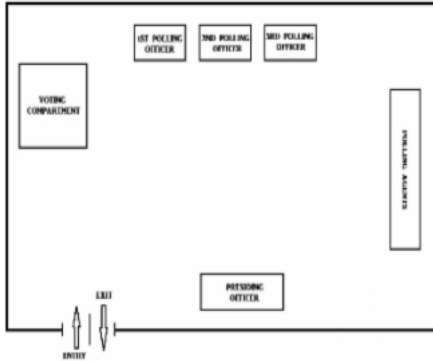 1ST POLLING
OFFICER
2ND POLLING
OFFICER
3RD POLLING
OFFICER
VOTING
COMPARTMENT
POLLING AGENTS
PRESIDING
OFFICER
EXIT
ENTRY